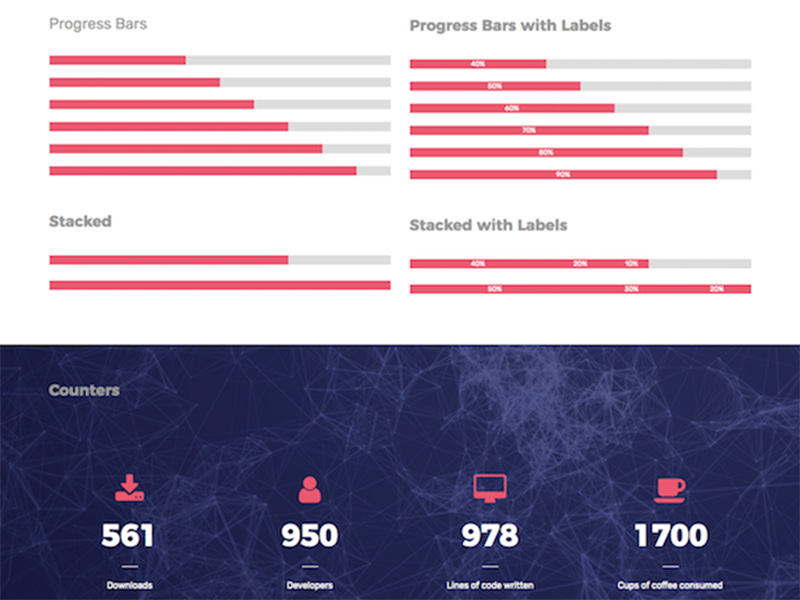 Progress Bars
Progress Bars with Labels
40%
50%
60%
70%
80%
90%
Stacked
Stacked with Labels
40% 20% 10%
50% 30% 20%
Counters
561 950 978 1700
Downloads Developers Lines of code written Cups of coffee consumed